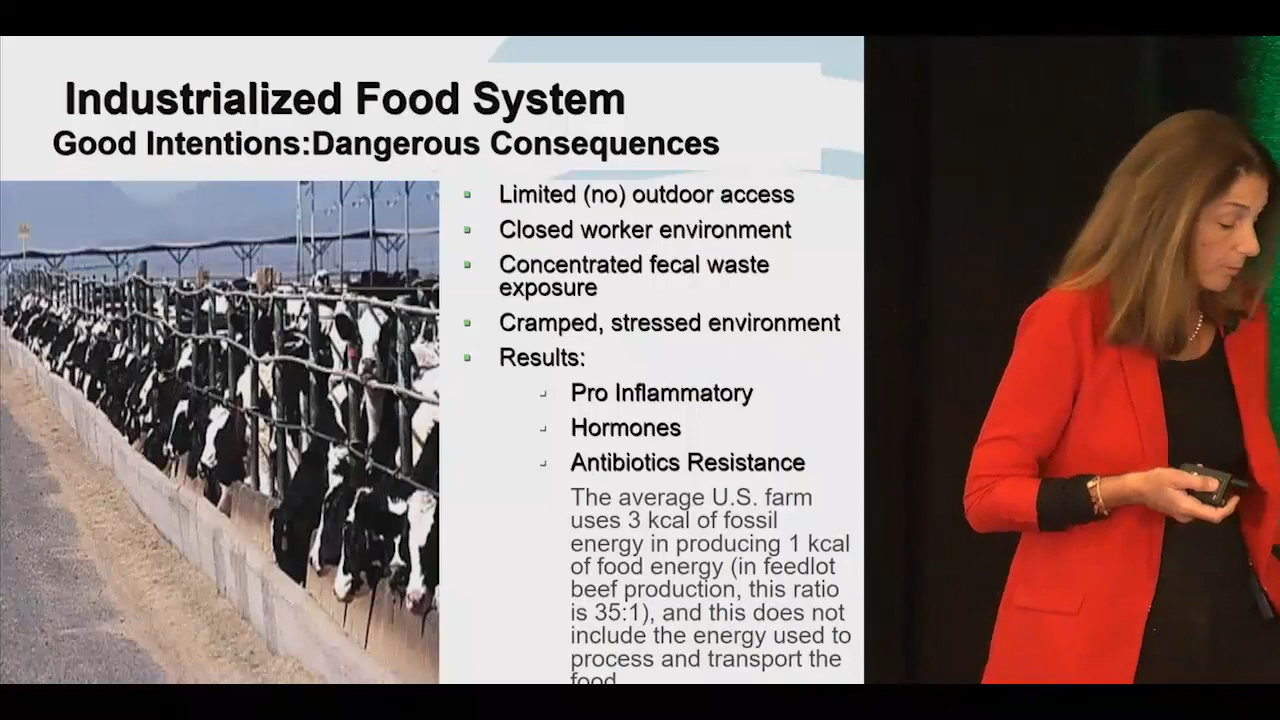 Industrialized Food System
Good Intentions:Dangerous Consequences
Limited (no) outdoor access
Closed worker environment
Concentrated fecal waste
exposure
Cramped, stressed environment
Results:
Pro Inflammatory
Hormones
Antibiotics Resistance
The average U.S. farm
uses 3 kcal of fossil
energy in producing 1 kcal
of food energy (in feedlot
beef production, this ratio
is 35:1), and this does not
include the energy used to
process and transport the
food